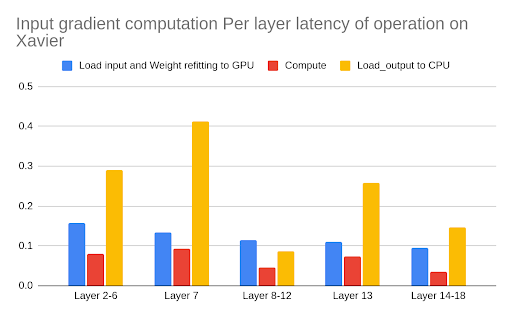 Input gradient computation Per layer latency of operation on
Xavier
Load input and Weight refitting to GPU Compute Load_output to CPU
0.5
0.4
0.3
0.2
0.1
0.0
Layer 2-6 Layer 7 Layer 8-12 Layer 13 Layer 14-18